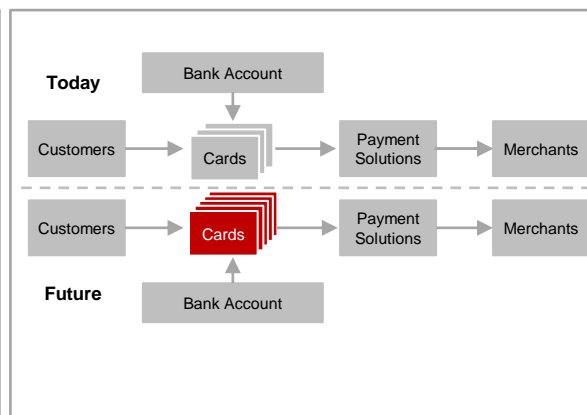 Today
Bank Account
Customers
Cards
Payment
Solutions
Merchants
Customers
Cards
Payment
Solutions
Merchants
Future
Bank Account